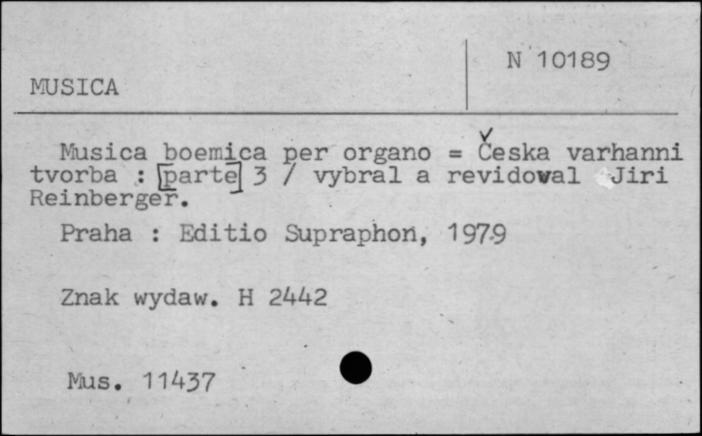 N 10189
MUSICA
Musica boemica per organo = Česka varhanni
tvorba : [parte] 3 / vybral a revidoval Jiri
Reinberger.
Praha : Editio Supraphon, 1979
Znak wydaw. H 2442
Mus. 11437